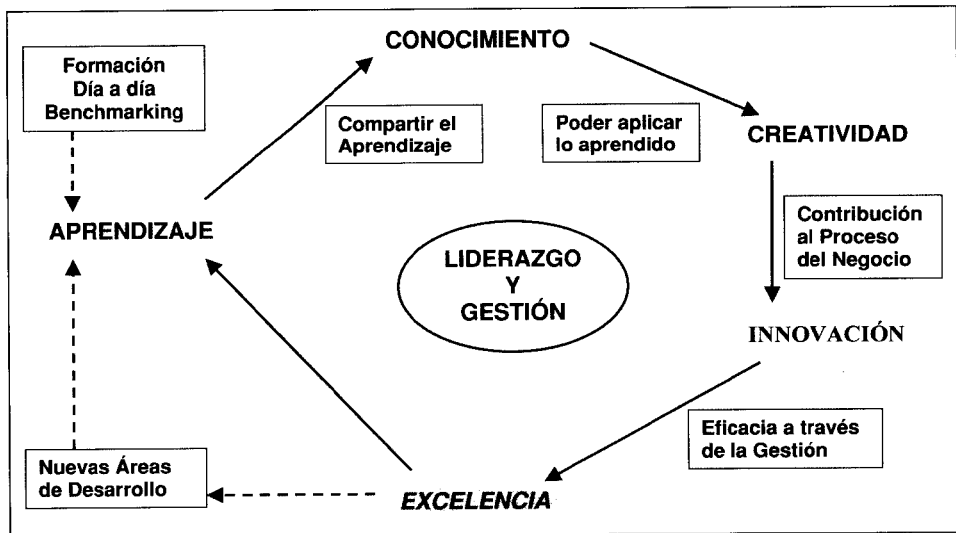 CONOCIMIENTO
Formación
Día a día
Benchmarking
Compartir el
Aprendizaje
Poder aplicar
lo aprendido
CREATIVIDAD
APRENDIZAJE
Contribución
al Proceso
del Negocio
LIDERAZGO
Y
GESTIÓN
INNOVACIÓN
Eficacia a través
de la Gestión
Nuevas Áreas
de Desarrollo
EXCELENCIA